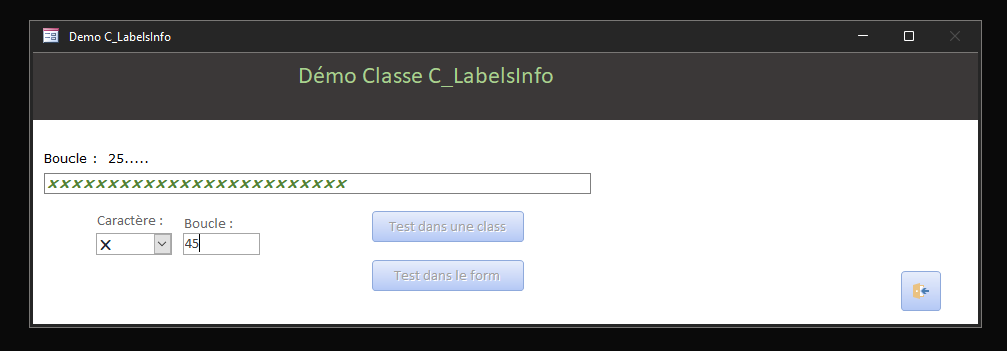 Demo C_LabelsInfo
Démo Classe C_LabelsInfo
Boucle : 25.....
xxxxxxxxxxxxxxxxxxxxxxxxx
Caractère : Boucle :
x 45
Test dans une class
Test dans le form